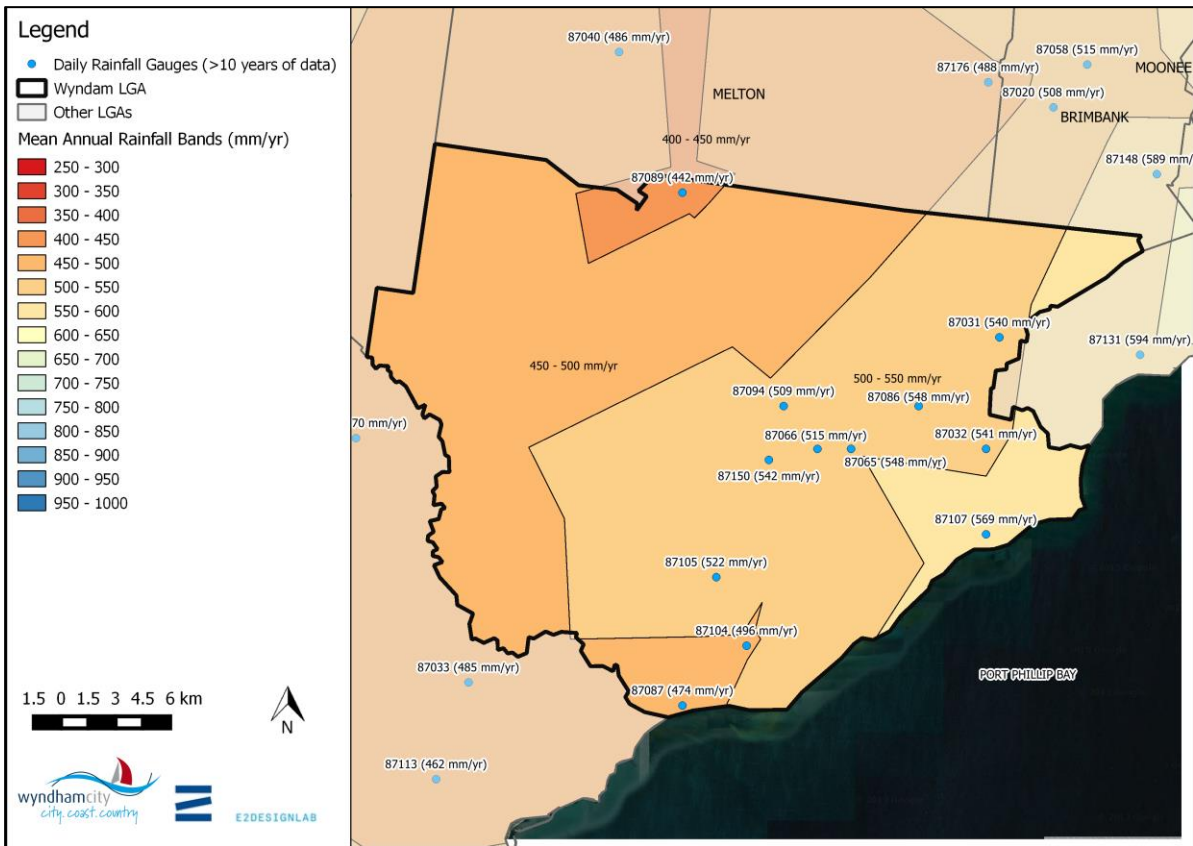 Legend
Daily Rainfall Gauges (>10 years of data)
Wyndam LGA
Other LGAs
Mean Annual Rainfall Bands (mm/yr)
250 - 300
300 - 350
350 - 400
400 - 450
450 - 500
500 - 550
550 - 600
600 - 650
650 - 700
700 - 750
750 - 800
800 - 850
850 - 900
900 - 950
950 - 1000
1.5 0 1.5 3 4.5 6 km
N
wyndhamcity
city. coast. country
E2DESIGNLAB
87040 (486 mm/yr)
87058 (515 mm/yr)
MOONEE
87176 (488 mm/yr)
MELTON
87020 (508 mm/yr)
BRIMBANK
400 - 450 mm/yr
87148 (589 mm/
87089 (442 mm/yr)
87031 (540 mm/yr)
87131 (594 mm/yr)
450 - 500 mm/yr
500 - 550 mm/yr
87094 (509 mm/yr)
87086 (548 mm/yr)
70 mm/yr)
87066 (515 mm/yr)
87032 (541 mm/yr)
87065 (548 mm/yr)
87150 (542 mm/yr)
87107 (569 mm/yr)
87105 (522 mm/yr)
87104 (496 mm/yr)
87033 (485 mm/yr)
PORT PHILLIP BAY
87087 (474 mm/yr)
87113 (462 mm/yr)